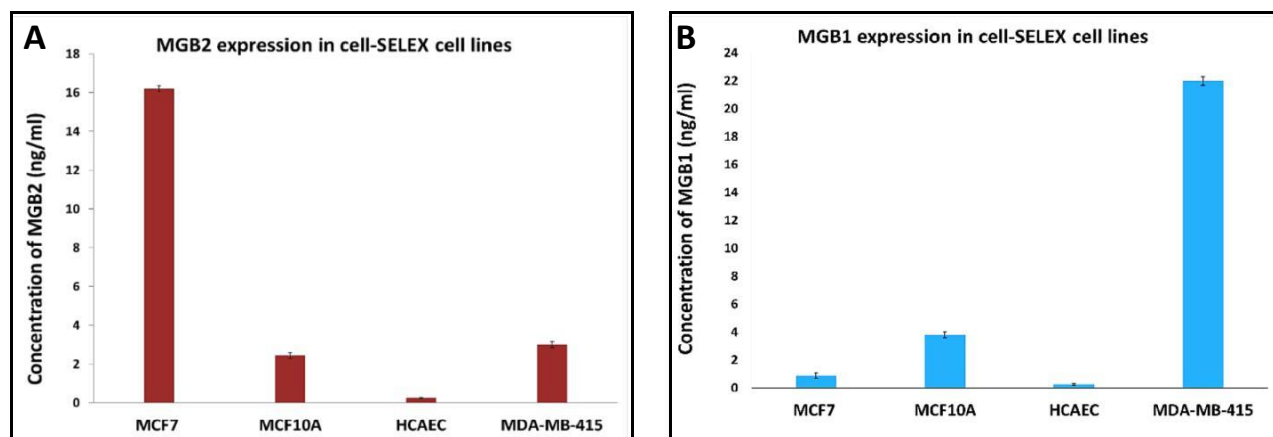 A
MGB2 expression in cell-SELEX cell lines
Concentration of MGB2 (ng/ml)
18
16
14
12
10
8
6
4
2
0
MCF7 MCF10A HCAEC MDA-MB-415
B
MGB1 expression in cell-SELEX cell lines
Concentration of MGB1 (ng/ml)
24
22
20
18
16
14
12
10
8
6
4
2
0
MCF7 MCF10A HCAEC MDA-MB-415